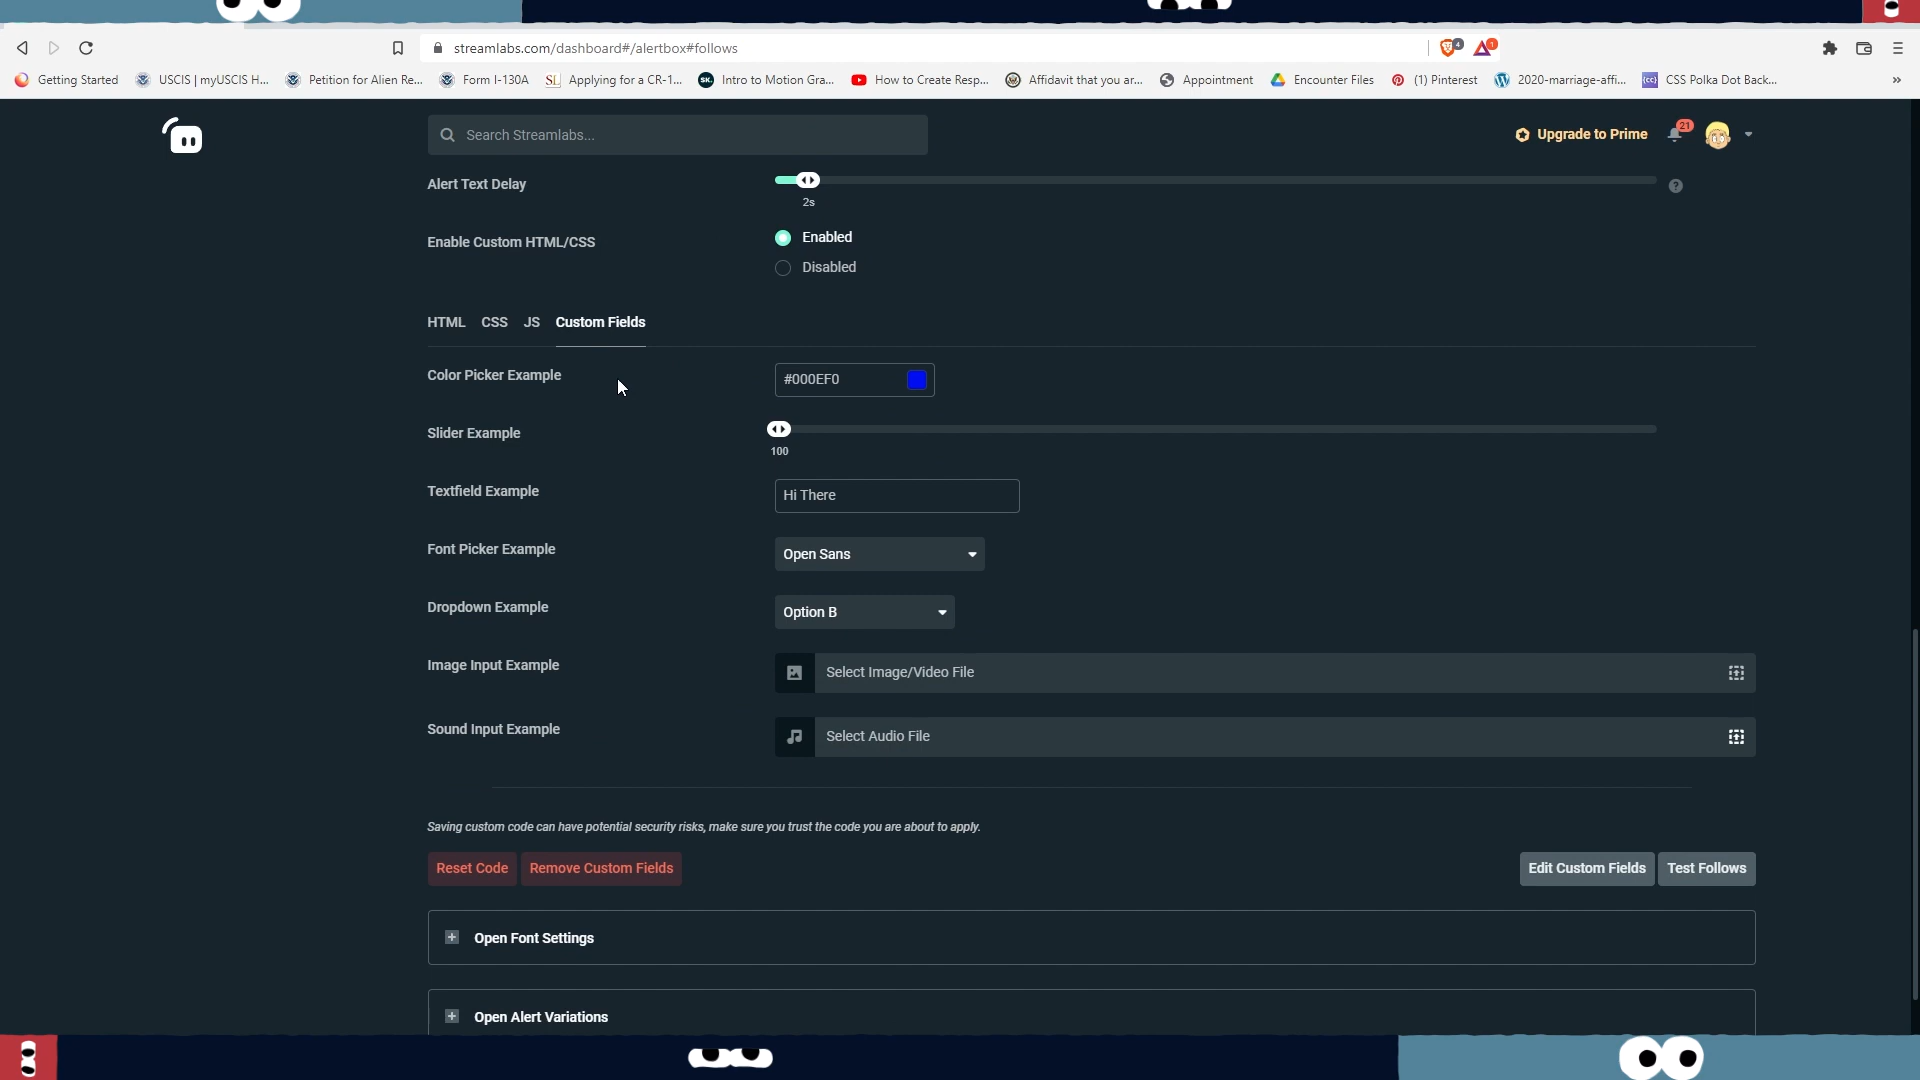 streamlabs.com/dashboard#/alertbox#follows
4
1
Getting Started
USCIS | myUSCIS H...
Petition for Alien Re...
Form I-130A
SL Applying for a CR-1...
SK. Intro to Motion Gra...
How to Create Resp...
Affidavit that you ar...
Appointment
Encounter Files
(1) Pinterest
2020-marriage-affi...
CSS Polka Dot Back...
»
Search Streamlabs...
Upgrade to Prime
21
Alert Text Delay
2s
?
Enable Custom HTML/CSS
Enabled
Disabled
HTML CSS JS Custom Fields
Color Picker Example
#000EF0
Slider Example
100
Textfield Example
Hi There
Font Picker Example
Open Sans
Dropdown Example
Option B
Image Input Example
Select Image/Video File
Sound Input Example
Select Audio File
Saving custom code can have potential security risks, make sure you trust the code you are about to apply.
Reset Code
Remove Custom Fields
Edit Custom Fields
Test Follows
Open Font Settings
Open Alert Variations